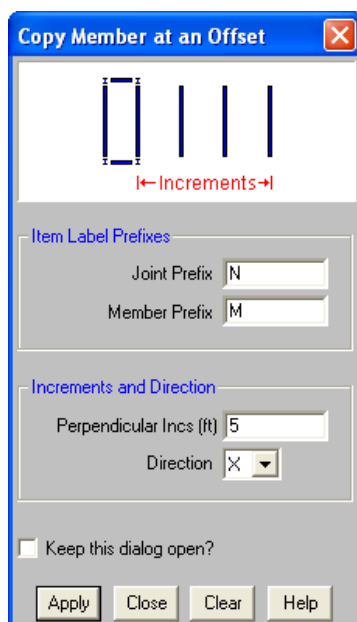 Copy Member at an Offset
Increments
Item Label Prefixes
Joint Prefix N
Member Prefix M
Increments and Direction
Perpendicular Incs (ft) 5
Direction X
Keep this dialog open?
Apply Close Clear Help